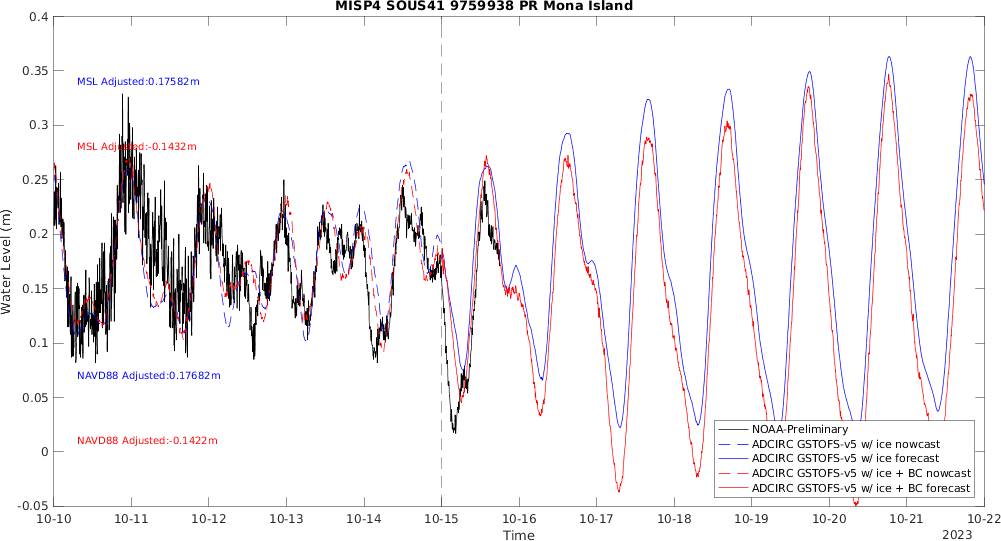 MISP4 SOUS41 9759938 PR Mona Island
0.4
0.35
0.3
0.25
0.2
0.15
0.1
0.05
0
-0.05
Water Level (m)
MSL Adjusted:0.17582m
MSL Adjusted:-0.1432m
NAVD88 Adjusted:0.17682m
NAVD88 Adjusted:-0.1422m
NOAA-Preliminary
ADCIRC GSTOFS-v5 w/ ice nowcast
ADCIRC GSTOFS-v5 w/ ice forecast
ADCIRC GSTOFS-v5 w/ ice + BC nowcast
ADCIRC GSTOFS-v5 w/ ice + BC forecast
10-10 10-11 10-12 10-13 10-14 10-15 10-16 10-17 10-18 10-19 10-20 10-21 10-22
Time
2023